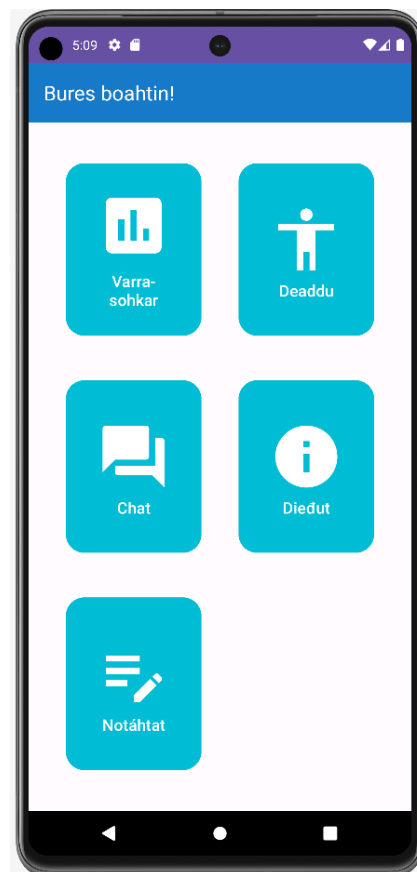 5:09
Bures boahtin!
Varra-
sohkar
Deaddu
Chat
Dieđut
Notáhtat